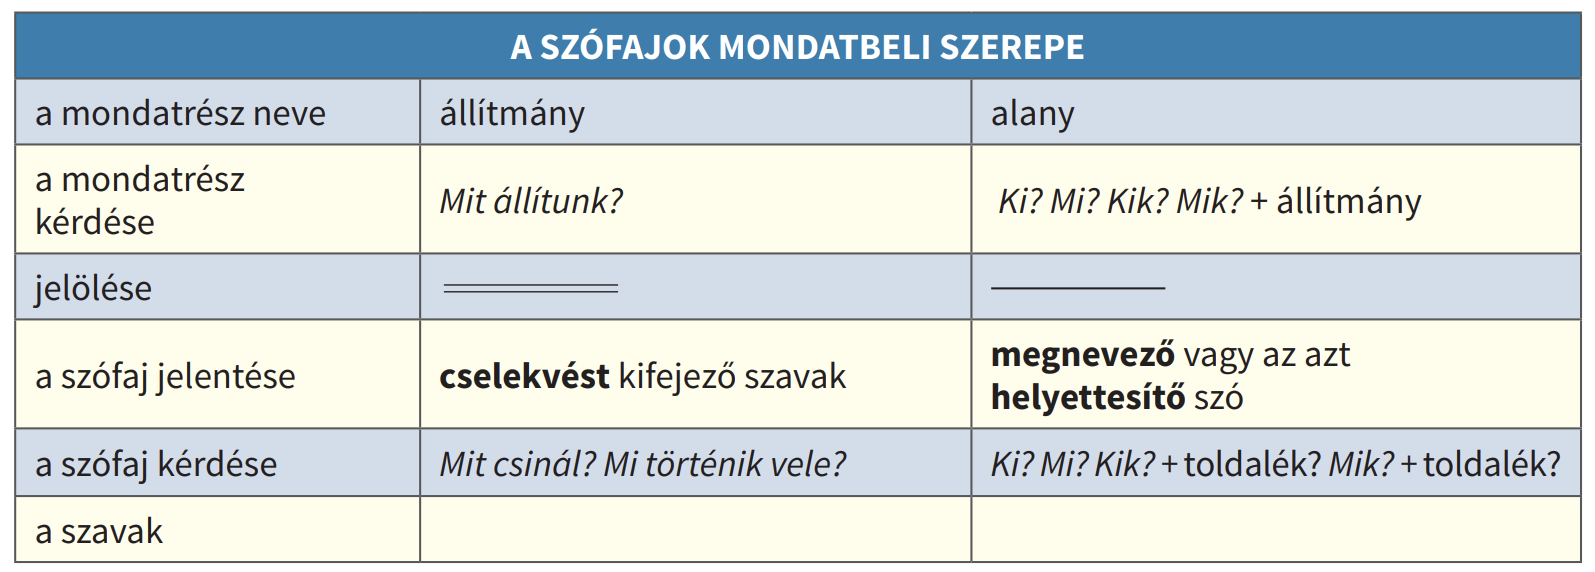 A SZÓFAJOK MONDATBELI SZEREPE
a mondatrész neve
állítmány
alany
a mondatrész
kérdése
Mit állítunk?
Ki? Mi? Kik? Mik? + állítmány
jelölése
a szófaj jelentése
cselekvést kifejező szavak
megnevező vagy az azt
helyettesítő szó
a szófaj kérdése
Mit csinál? Mi történik vele?
Ki? Mi? Kik? + toldalék? Mik? + toldalék?
a szavak